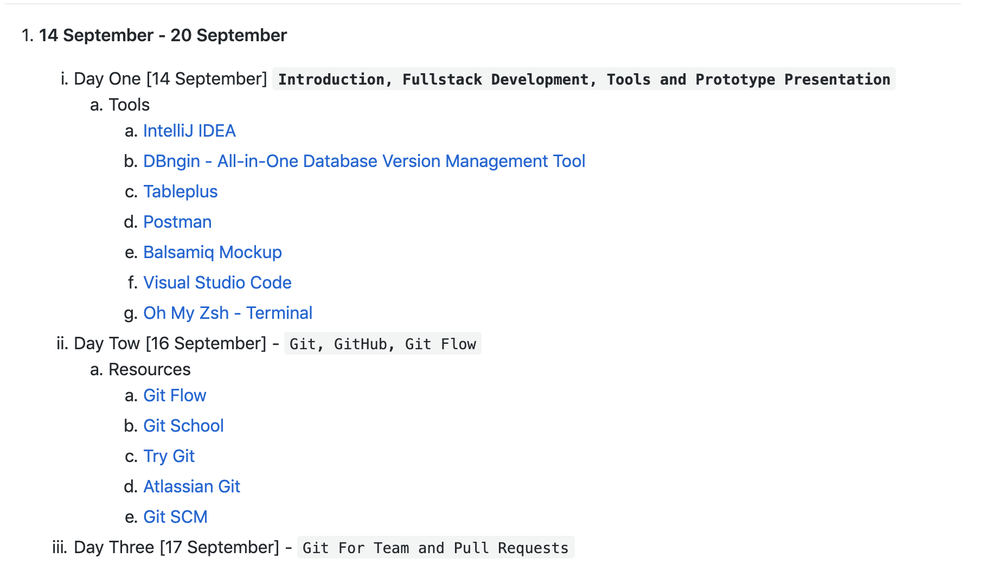 1. 14 September - 20 September
i. Day One [14 September] Introduction, Fullstack Development, Tools and Prototype Presentation
a. Tools
a. IntelliJ IDEA
b. DBngin - All-in-One Database Version Management Tool
c. Tableplus
d. Postman
e. Balsamiq Mockup
f. Visual Studio Code
g. Oh My Zsh - Terminal
ii. Day Tow [16 September] - Git, GitHub, Git Flow
a. Resources
a. Git Flow
b. Git School
c. Try Git
d. Atlassian Git
e. Git SCM
iii. Day Three [17 September] - Git For Team and Pull Requests